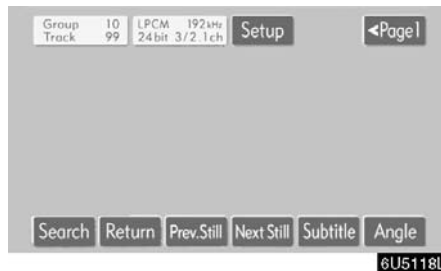 Group 10 LPCM 192kHz Setup <Page1
Track 99 24bit 3/2.1ch
Search Return Prev.Still Next Still Subtitle Angle
6U5118L